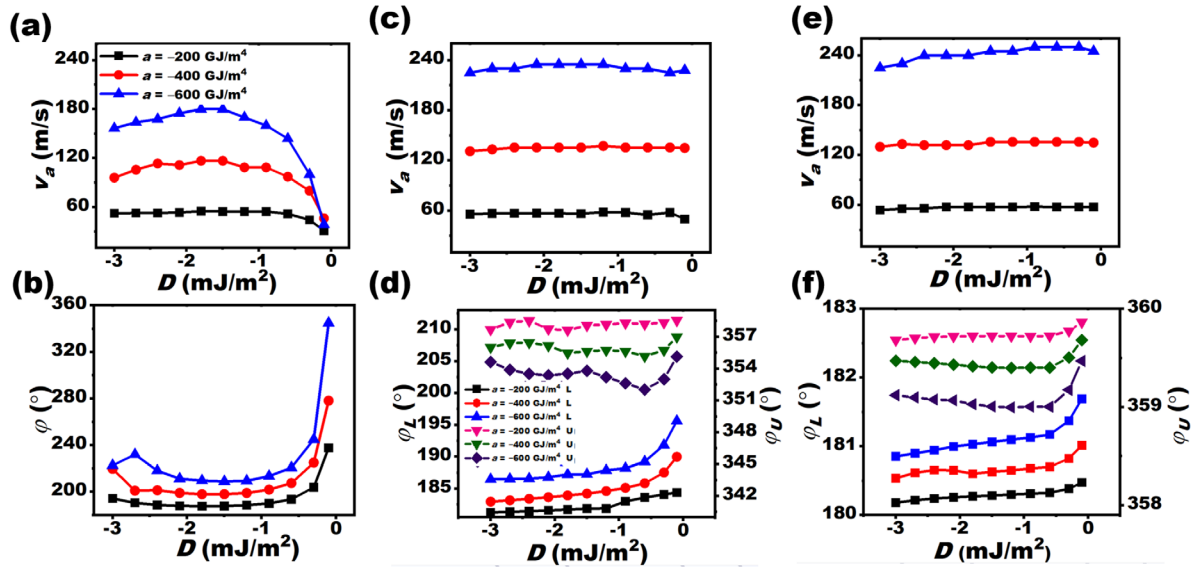 (a)
240
180
120
60
v_a (m/s)
a = −200 GJ/m⁴
a = −400 GJ/m⁴
a = −600 GJ/m⁴
-3 -2 -1 0
D (mJ/m²)
(c)
240
180
120
60
v_a (m/s)
-3 -2 -1 0
D (mJ/m²)
(e)
240
180
120
60
v_a (m/s)
-3 -2 -1 0
D (mJ/m²)
(b)
360
320
280
240
200
φ (°)
-3 -2 -1 0
D (mJ/m²)
(d)
210
205
200
195
190
185
φ_L (°)
a = −200 GJ/m⁴ L
a = −400 GJ/m⁴ L
a = −600 GJ/m⁴ L
a = −200 GJ/m⁴ U
a = −400 GJ/m⁴ U
a = −600 GJ/m⁴ U
357
354
351
348
345
342
φ_U (°)
-3 -2 -1 0
D (mJ/m²)
(f)
183
182
181
180
φ_L (°)
360
359
358
φ_U (°)
-3 -2 -1 0
D (mJ/m²)